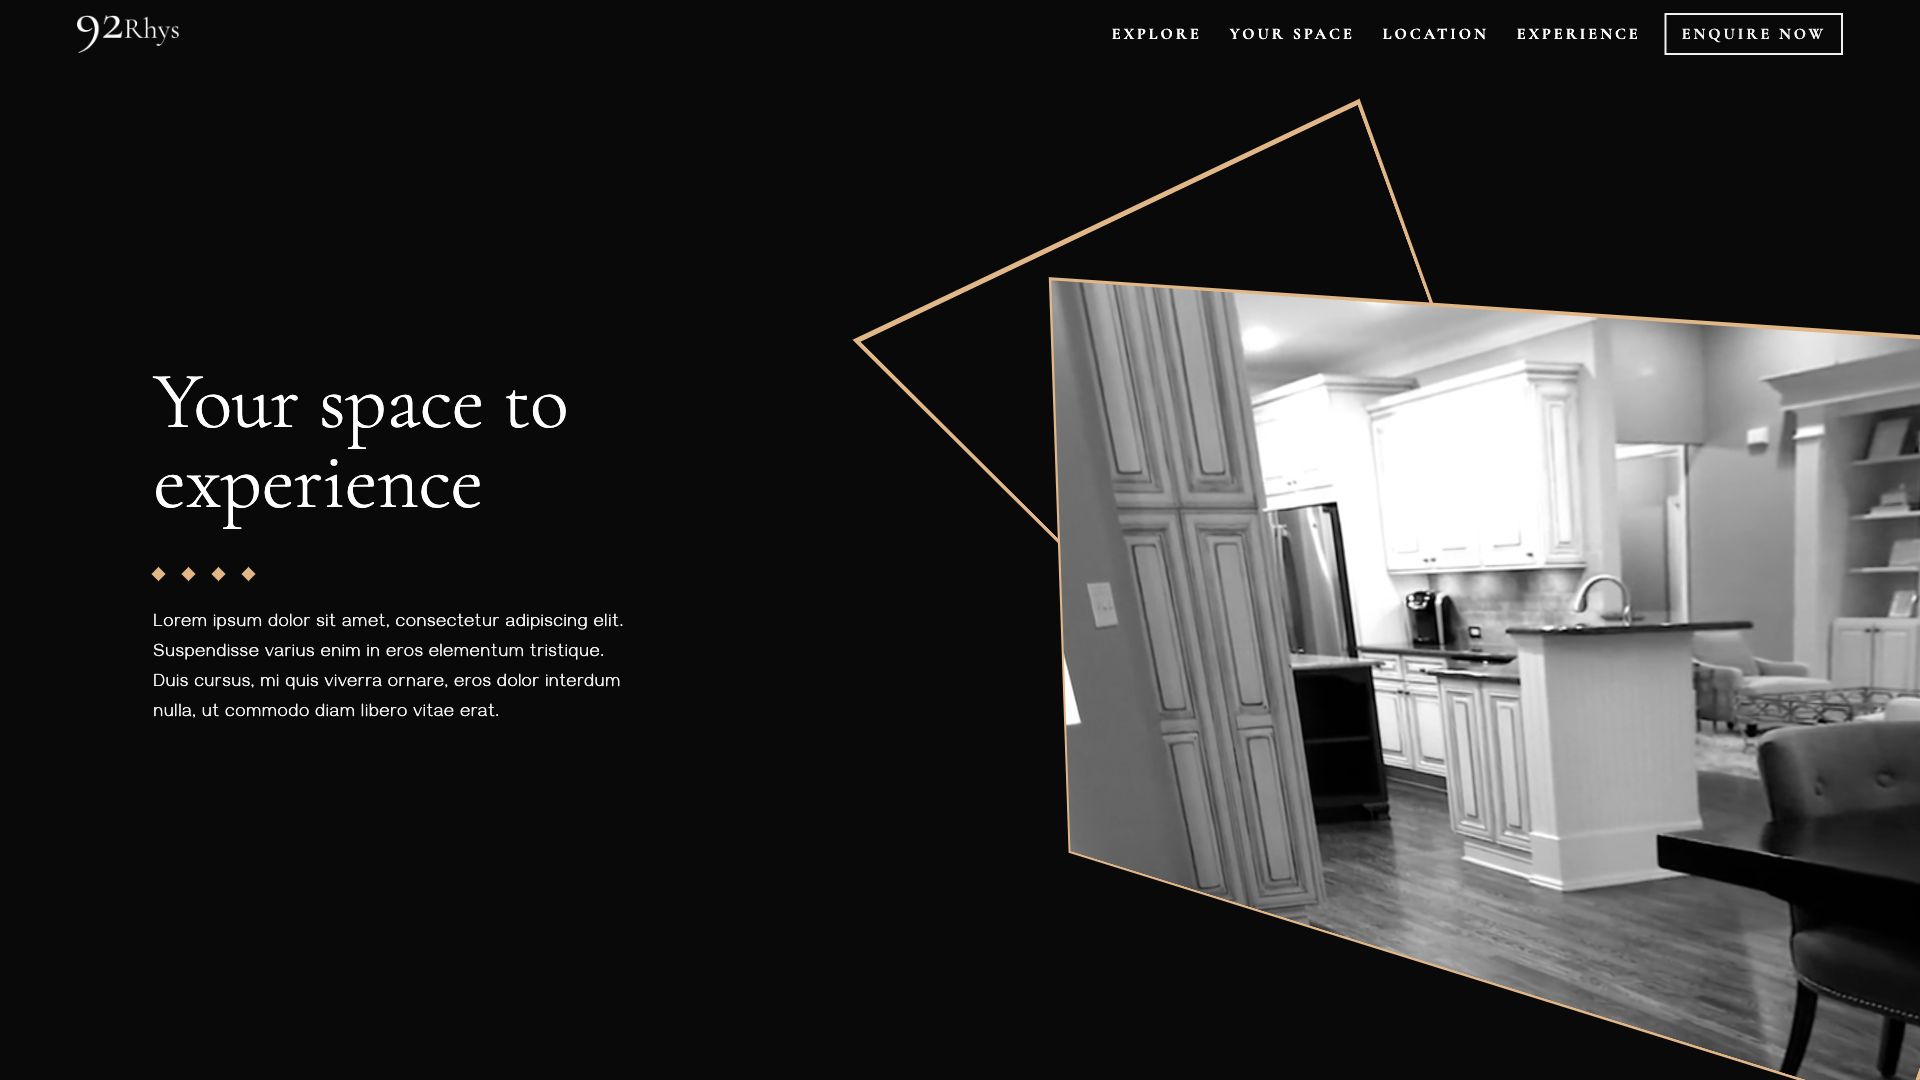 92Rhys
EXPLORE YOUR SPACE LOCATION EXPERIENCE ENQUIRE NOW
Your space to
experience
Lorem ipsum dolor sit amet, consectetur adipiscing elit.
Suspendisse varius enim in eros elementum tristique.
Duis cursus, mi quis viverra ornare, eros dolor interdum
nulla, ut commodo diam libero vitae erat.